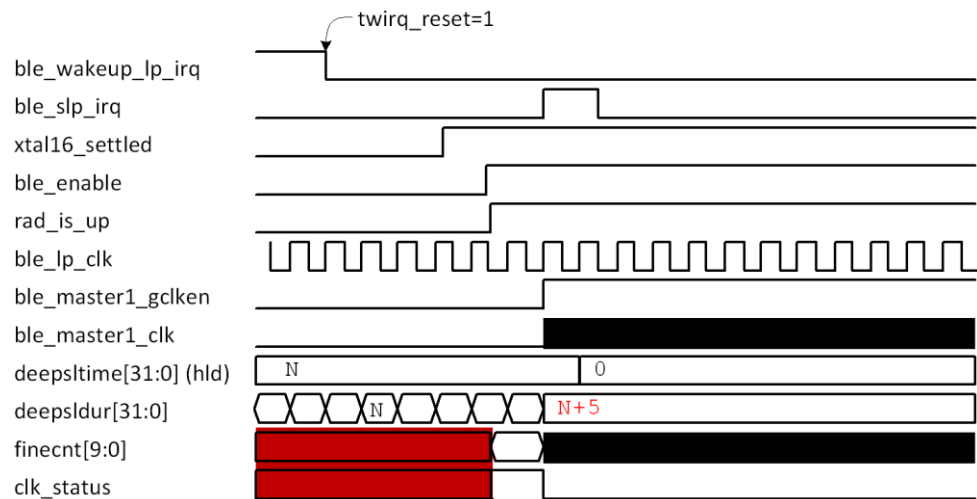 twirq_reset=1
ble_wakeup_lp_irq
ble_slp_irq
xtal16_settled
ble_enable
rad_is_up
ble_lp_clk
ble_master1_gclken
ble_master1_clk
deepsltime[31:0] (hld) N 0
deepsldur[31:0] N N+5
finecnt[9:0]
clk_status